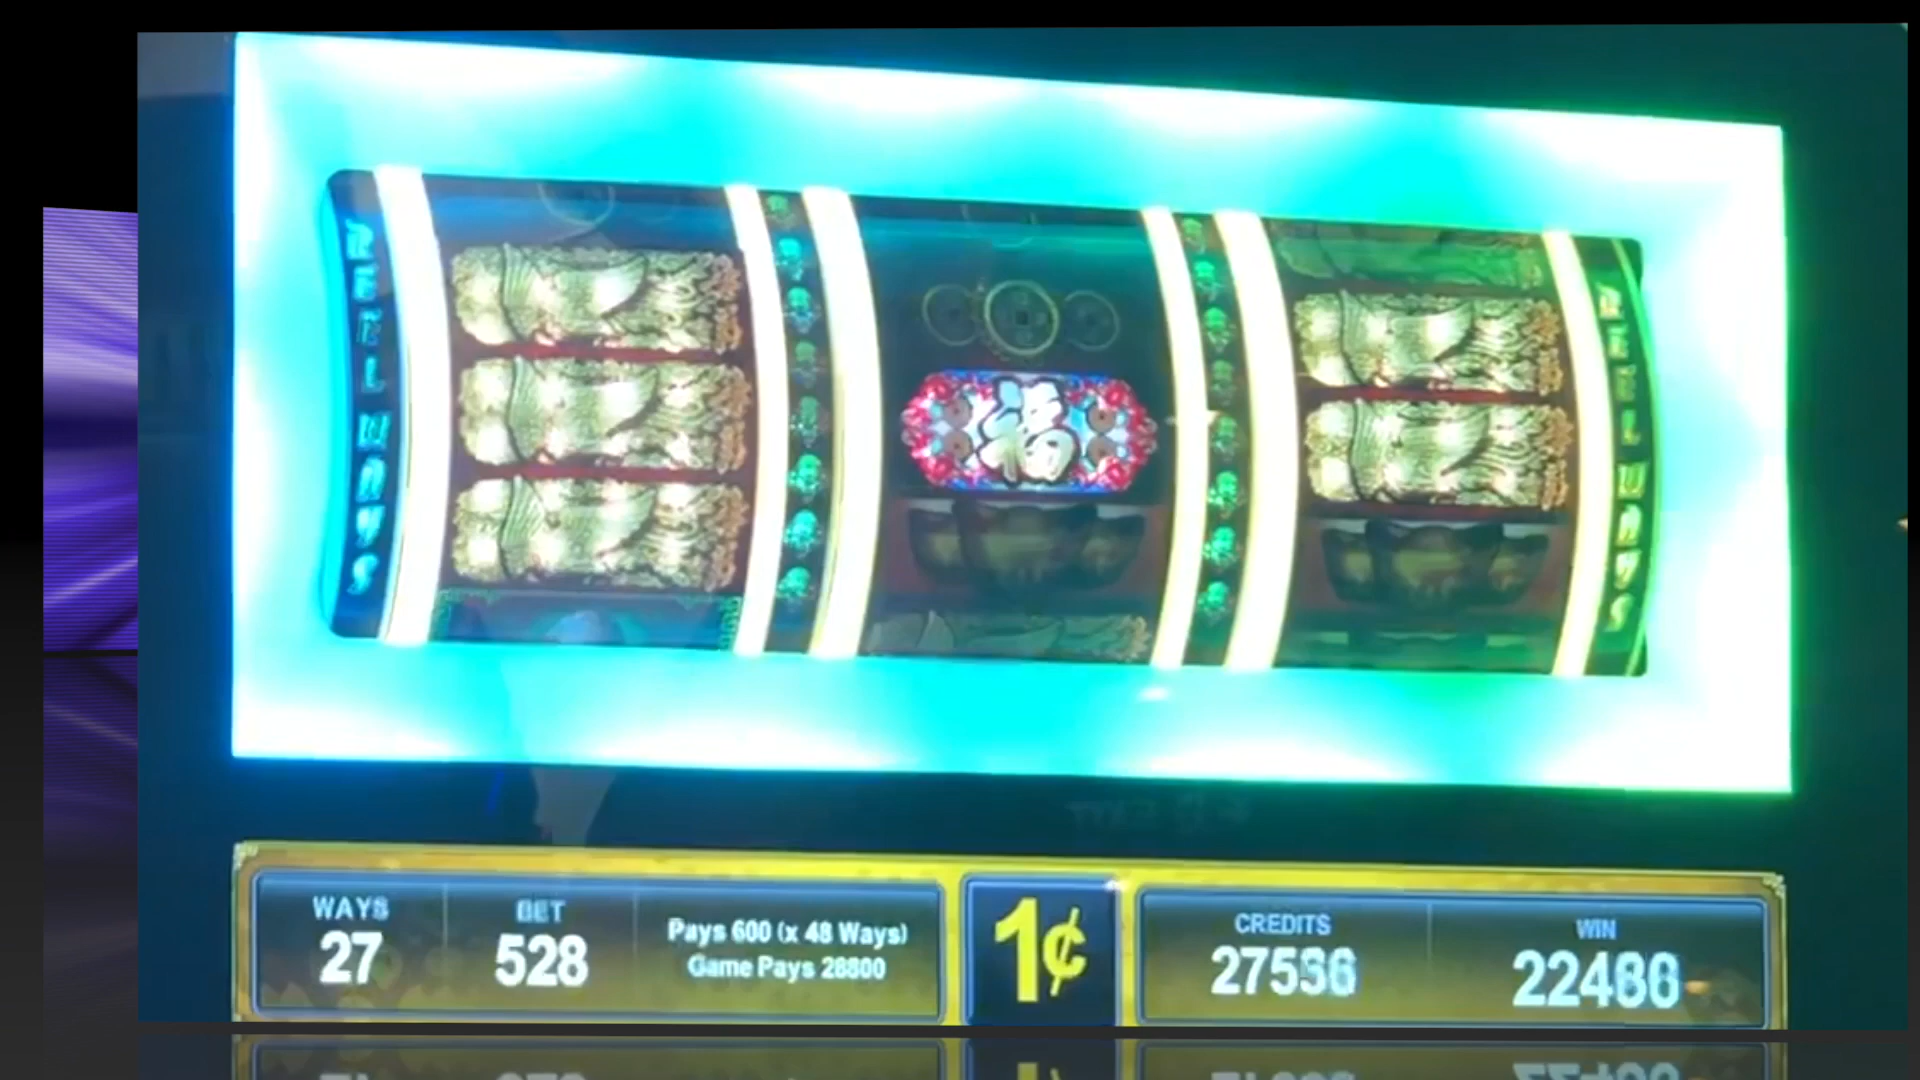 REEL WAYS
福
REEL WAYS
WAYS
27
BET
528
Pays 600 (x 48 Ways)
Game Pays 28800
1¢
CREDITS
WIN